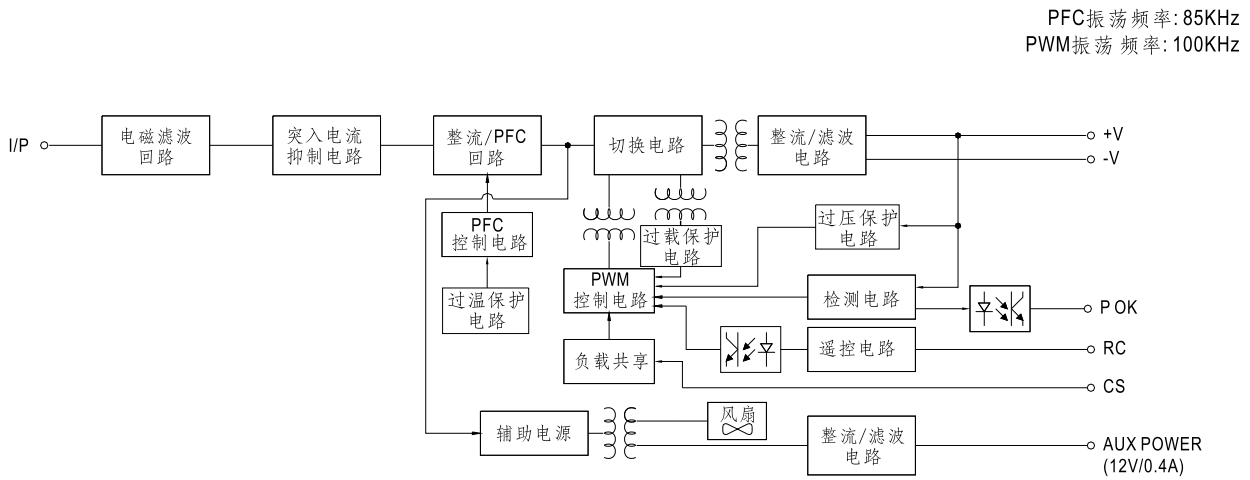 PFC振荡频率: 85KHz
PWM振荡 频率: 100KHz
I/P
电磁滤波
回路
突入电流
抑制电路
整流/PFC
回路
切换电路
整流/滤波
电路
+V
-V
PFC
控制电路
过载保护
电路
过压保护
电路
过温保护
电路
PWM
控制电路
检测电路
P OK
负载共享
遥控电路
RC
CS
辅助电源
风扇
整流/滤波
电路
AUX POWER
(12V/0.4A)